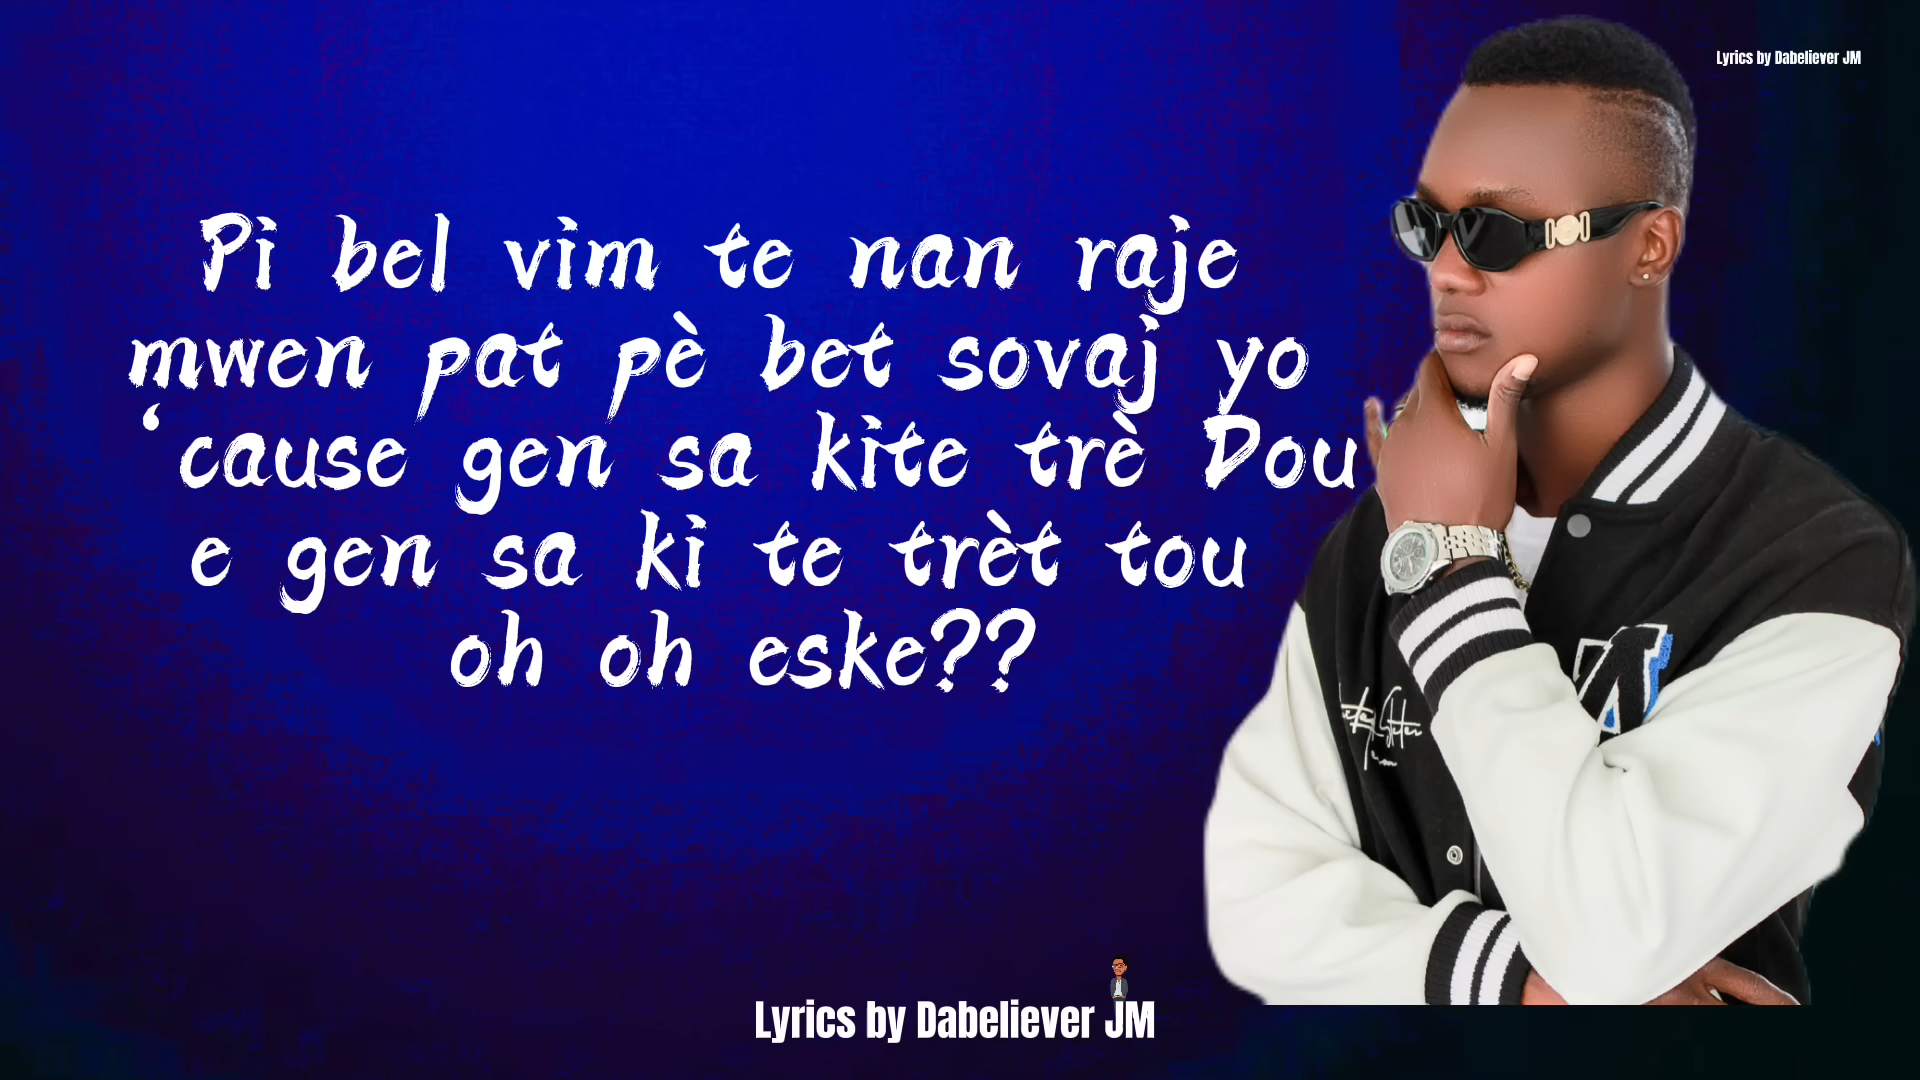 Lyrics by Dabeliever JM
Pi bel vim te nan raje
mwen pat pè bet sovaj yo
‘cause gen sa kite trè Dou
e gen sa ki te trèt tou
oh oh eske??
Lyrics by Dabeliever JM